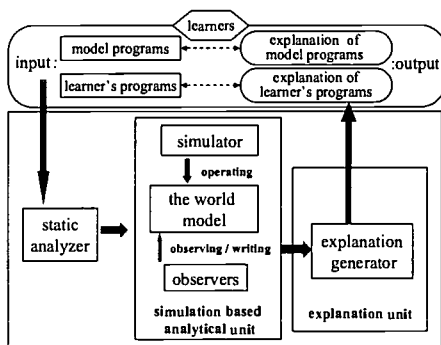 learners
input :
model programs
explanation of
model programs
learner's programs
explanation of
learner's programs
:output
simulator
operating
the world
model
static
analyzer
observing / writing
observers
simulation based
analytical unit
explanation
generator
explanation unit